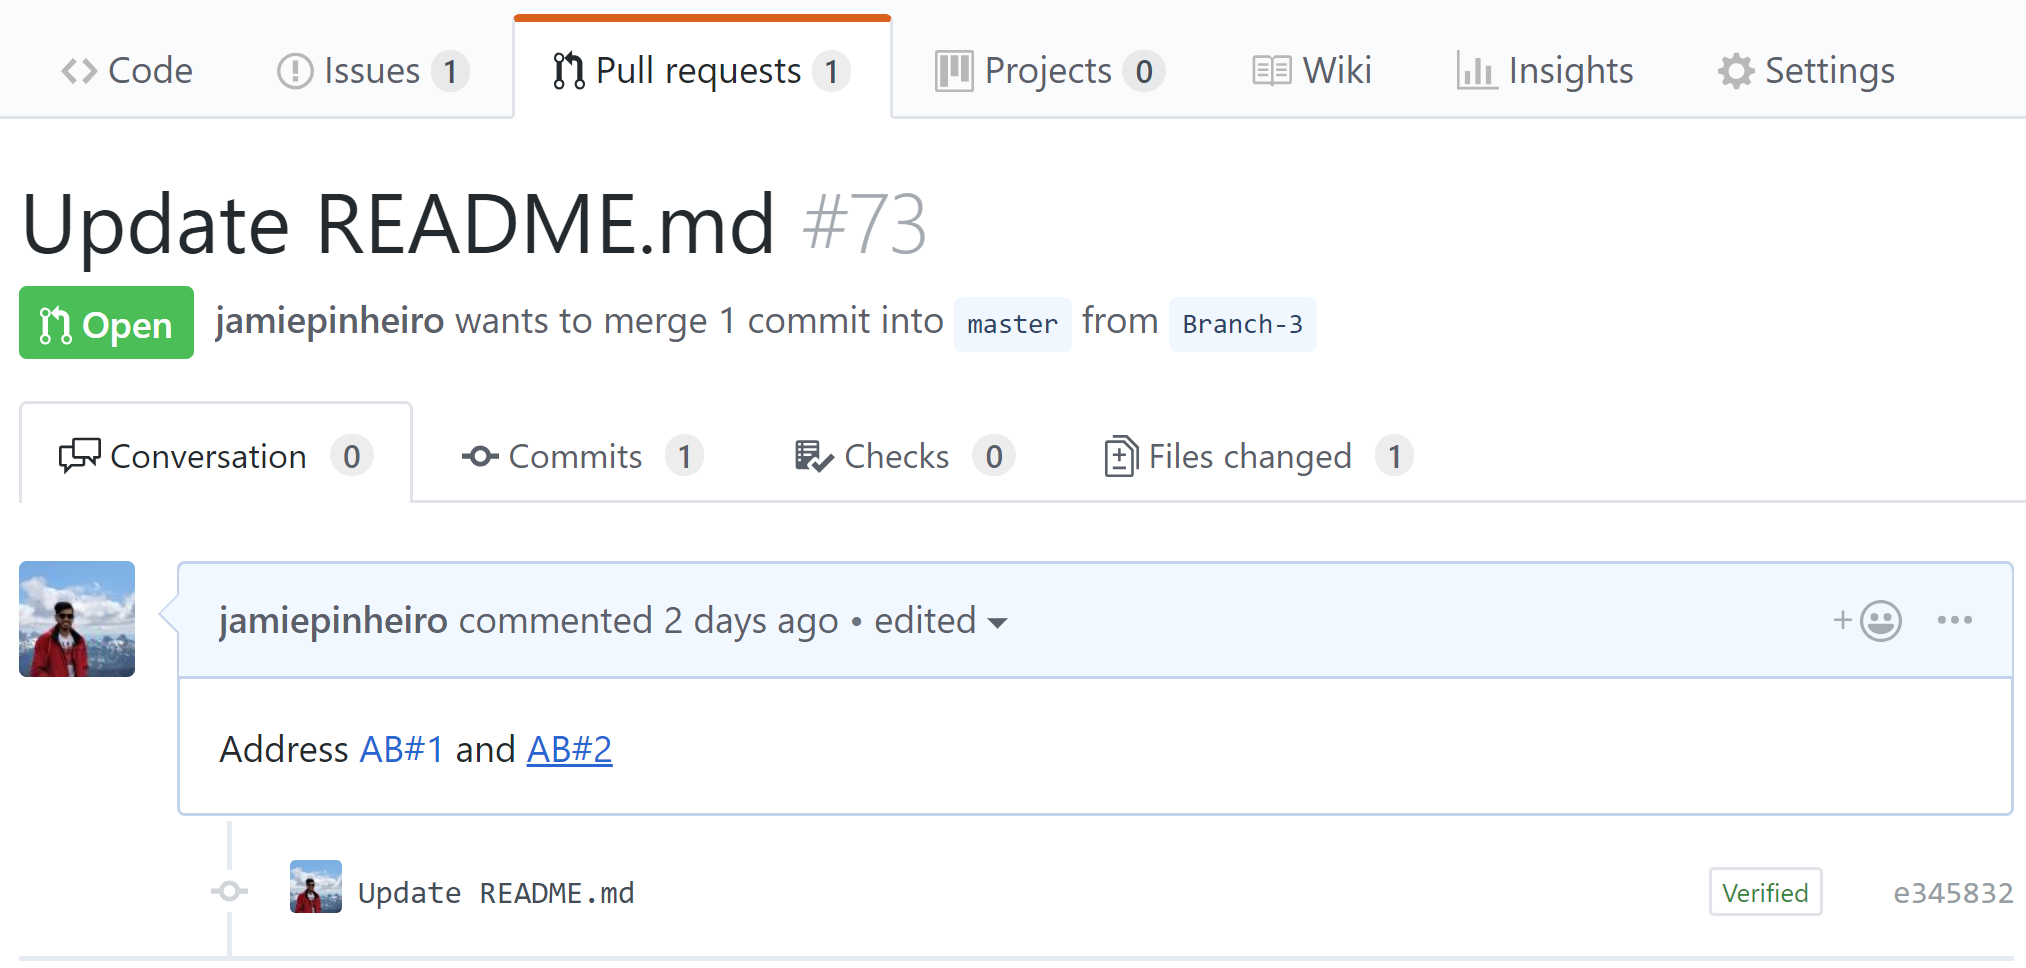 Code Issues 1 Pull requests 1 Projects 0 Wiki Insights Settings
Update README.md #73
Open jamiepinheiro wants to merge 1 commit into master from Branch-3
Conversation 0 Commits 1 Checks 0 Files changed 1
jamiepinheiro commented 2 days ago • edited
Address AB#1 and AB#2
Update README.md Verified e345832